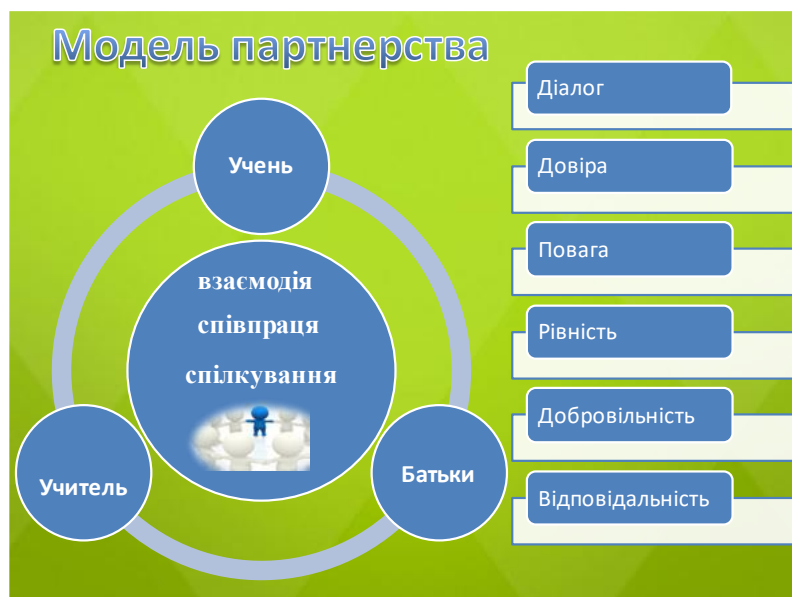 Модель партнерства
Учень
взаємодія
співпраця
спілкування
Учитель
Батьки
Діалог
Довіра
Повага
Рівність
Добровільність
Відповідальність